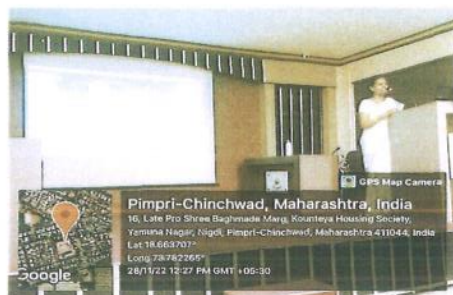 GPS Map Camera
Pimpri-Chinchwad, Maharashtra, India
16, Late Pro Shree Baghmade Marg, Kounteya Housing Society,
Yamuna Nagar, Nigdi, Pimpri-Chinchwad, Maharashtra 411044, India
Lat 18.663707°
Long 73.782265°
28/11/22 12:27 PM GMT +05:30
Google